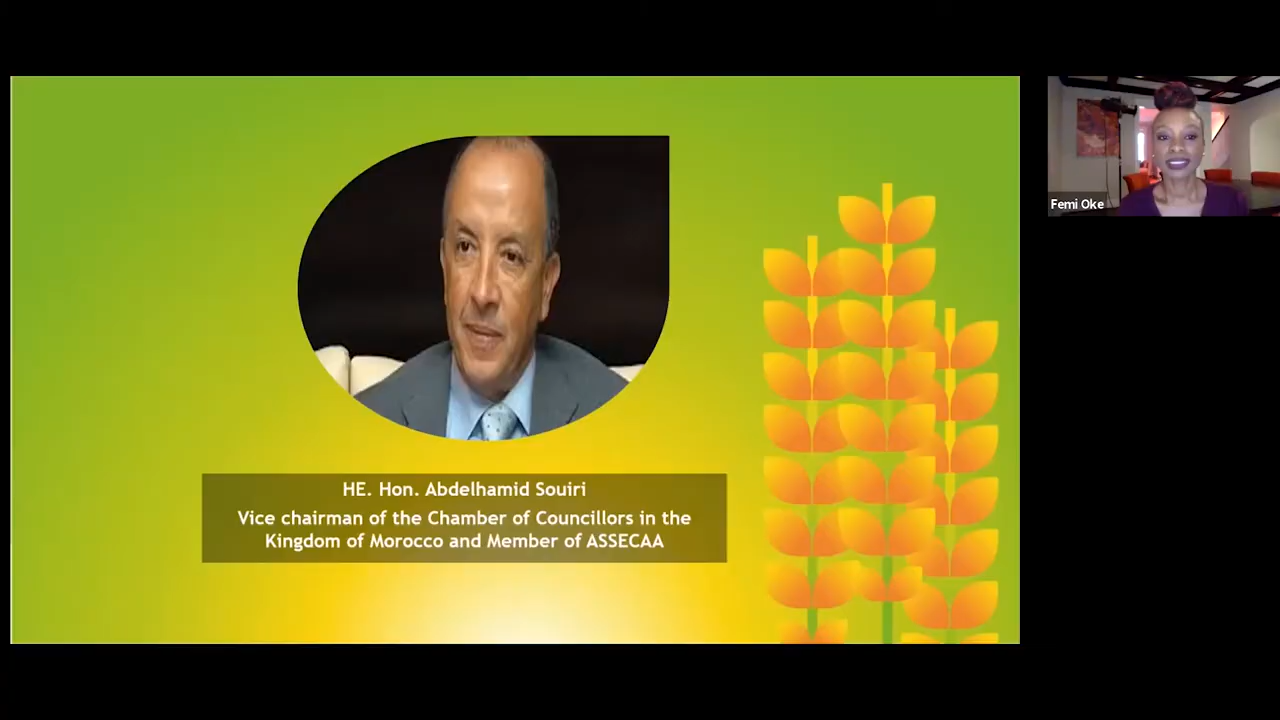 Femi Oke
HE. Hon. Abdelhamid Souiri
Vice chairman of the Chamber of Councillors in the
Kingdom of Morocco and Member of ASSECAA